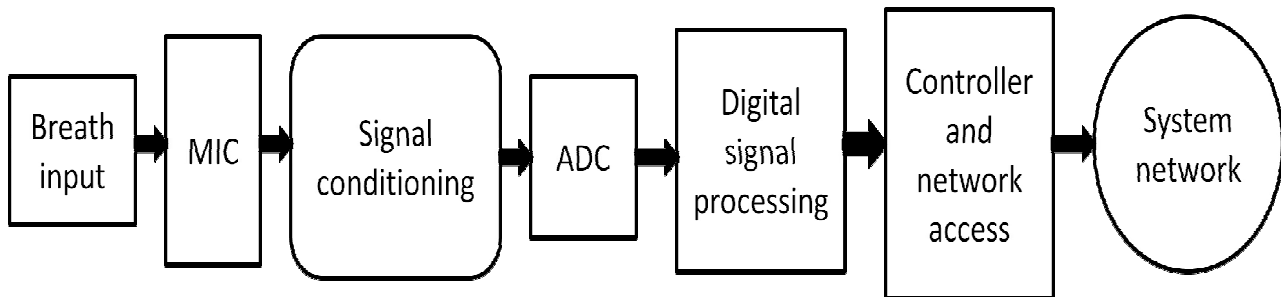 Breath
input
MIC
Signal
conditioning
ADC
Digital
signal
processing
Controller
and
network
access
System
network